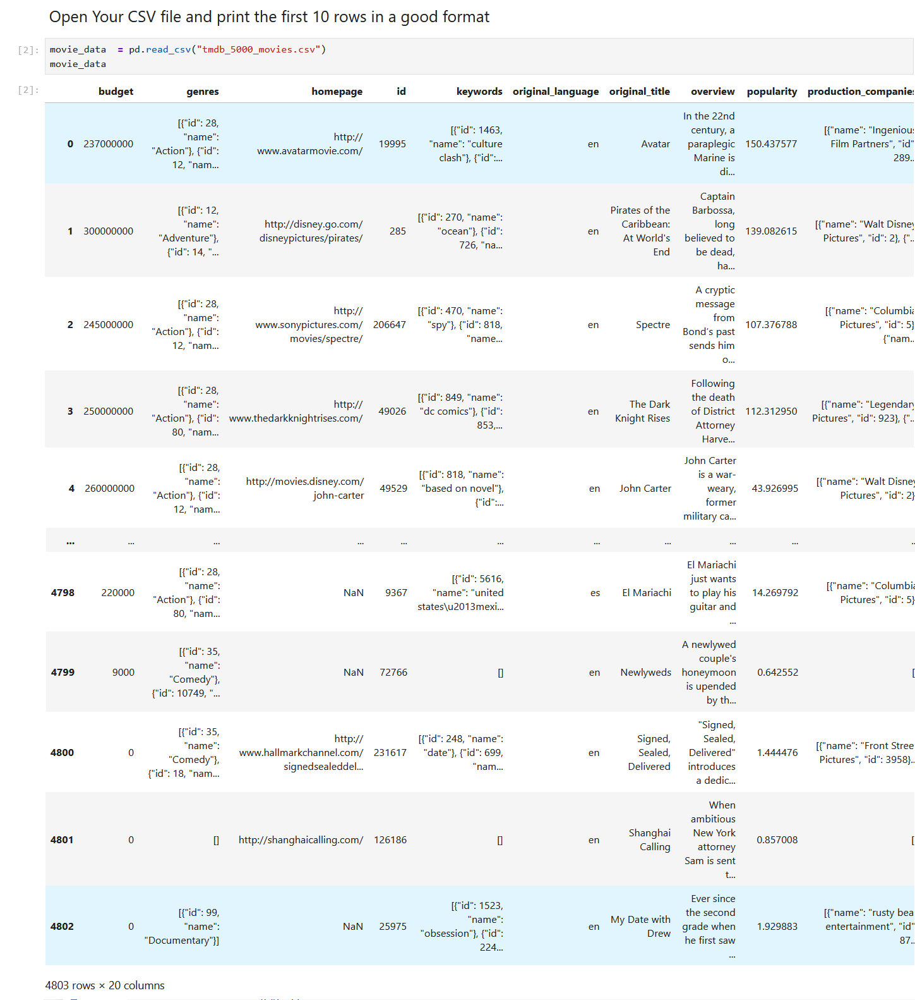 Open Your CSV file and print the first 10 rows in a good format
[2]: movie_data = pd.read_csv("tmdb_5000_movies.csv")
movie_data
[2]:
budget genres homepage id keywords original_language original_title overview popularity production_companies
0 237000000 [{"id": 28, "name": "Action"}, {"id": 12, "nam... http://www.avatarmovie.com/ 19995 [{"id": 1463, "name": "culture clash"}, {"id":... en Avatar In the 22nd century, a paraplegic Marine is di... 150.437577 [{"name": "Ingenious Film Partners", "id" 289..
1 300000000 [{"id": 12, "name": "Adventure"}, {"id": 14, "... http://disney.go.com/disneypictures/pirates/ 285 [{"id": 270, "name": "ocean"}, {"id": 726, "na... en Pirates of the Caribbean: At World's End Captain Barbossa, long believed to be dead, ha... 139.082615 [{"name": "Walt Disney Pictures", "id": 2}, {"..
2 245000000 [{"id": 28, "name": "Action"}, {"id": 12, "nam... http://www.sonypictures.com/movies/spectre/ 206647 [{"id": 470, "name": "spy"}, {"id": 818, "name... en Spectre A cryptic message from Bond’s past sends him o... 107.376788 [{"name": "Columbia Pictures", "id": 5} {"nam..
3 250000000 [{"id": 28, "name": "Action"}, {"id": 80, "nam... http://www.thedarkknightrises.com/ 49026 [{"id": 849, "name": "dc comics"}, {"id": 853,... en The Dark Knight Rises Following the death of District Attorney Harve... 112.312950 [{"name": "Legendary Pictures", "id": 923}, {"..
4 260000000 [{"id": 28, "name": "Action"}, {"id": 12, "nam... http://movies.disney.com/john-carter 49529 [{"id": 818, "name": "based on novel"}, {"id":... en John Carter John Carter is a war-weary, former military ca... 43.926995 [{"name": "Walt Disney Pictures", "id": 2}
... ... ... ... ... ... ... ... ... ... ..
4798 220000 [{"id": 28, "name": "Action"}, {"id": 80, "nam... NaN 9367 [{"id": 5616, "name": "united states\u2013mexi... es El Mariachi El Mariachi just wants to play his guitar and ... 14.269792 [{"name": "Columbia Pictures", "id": 5}
4799 9000 [{"id": 35, "name": "Comedy"}, {"id": 10749, "... NaN 72766 [] en Newlyweds A newlywed couple's honeymoon is upended by th... 0.642552 [
4800 0 [{"id": 35, "name": "Comedy"}, {"id": 18, "nam... http://www.hallmarkchannel.com/signedsealeddel... 231617 [{"id": 248, "name": "date"}, {"id": 699, "nam... en Signed, Sealed, Delivered "Signed, Sealed, Delivered" introduces a dedic... 1.444476 [{"name": "Front Stree Pictures", "id": 3958}..
4801 0 [] http://shanghaicalling.com/ 126186 [] en Shanghai Calling When ambitious New York attorney Sam is sent t... 0.857008 [
4802 0 [{"id": 99, "name": "Documentary"}] NaN 25975 [{"id": 1523, "name": "obsession"}, {"id": 224... en My Date with Drew Ever since the second grade when he first saw ... 1.929883 [{"name": "rusty bea entertainment", "id" 87..
4803 rows × 20 columns